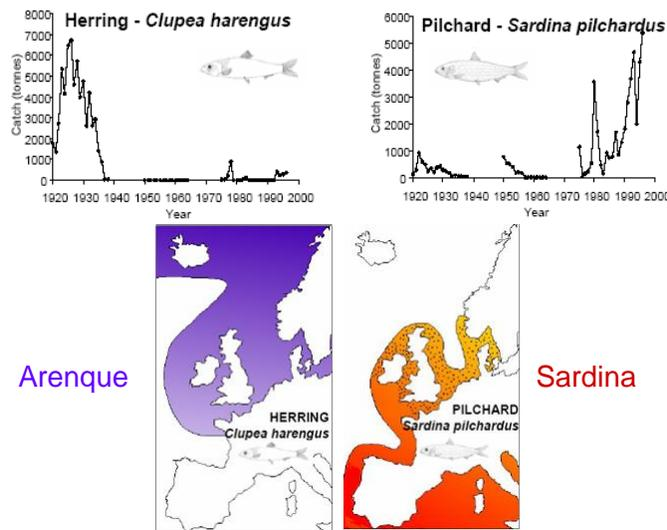 Herring - Clupea harengus
Catch (tonnes)
8000
7000
6000
5000
4000
3000
2000
1000
0
1920 1930 1940 1950 1960 1970 1980 1990 2000
Year
Pilchard - Sardina pilchardus
Catch (tonnes)
6000
5000
4000
3000
2000
1000
0
1920 1930 1940 1950 1960 1970 1980 1990 2000
Year
Arenque
HERRING
Clupea harengus
PILCHARD
Sardina pilchardus
Sardina